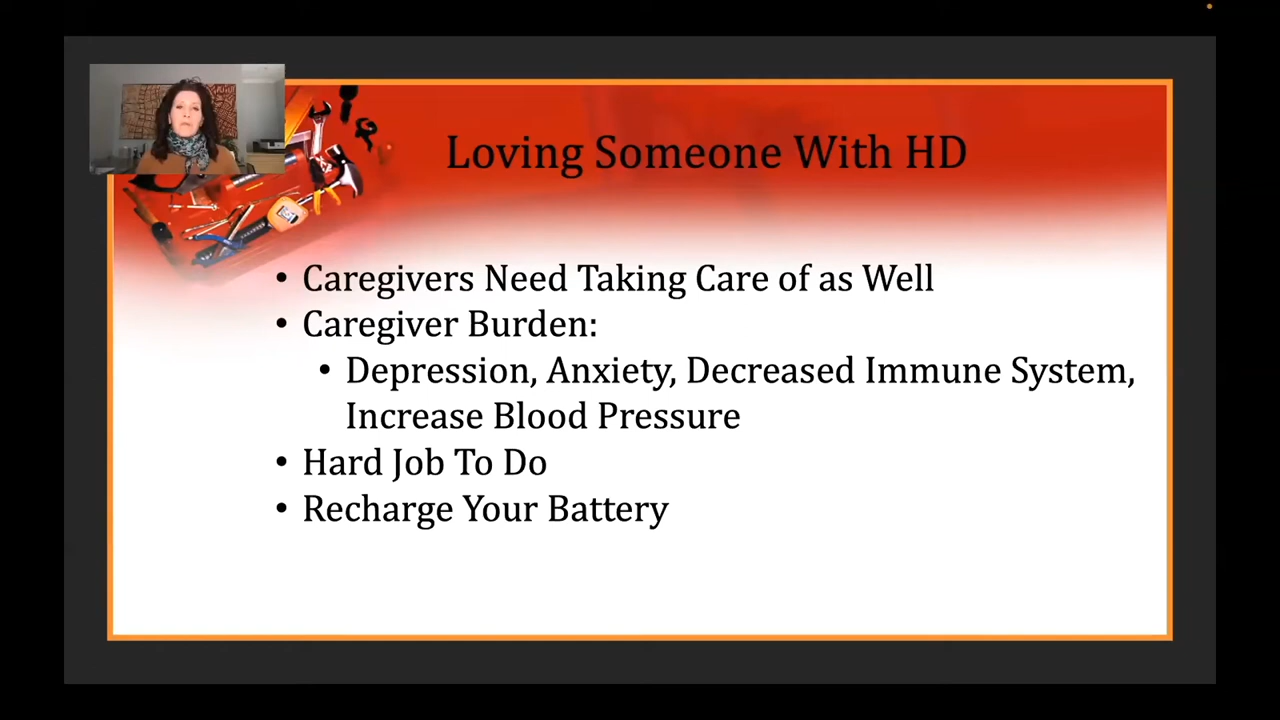 Loving Someone With HD
• Caregivers Need Taking Care of as Well
• Caregiver Burden:
• Depression, Anxiety, Decreased Immune System,
Increase Blood Pressure
• Hard Job To Do
• Recharge Your Battery